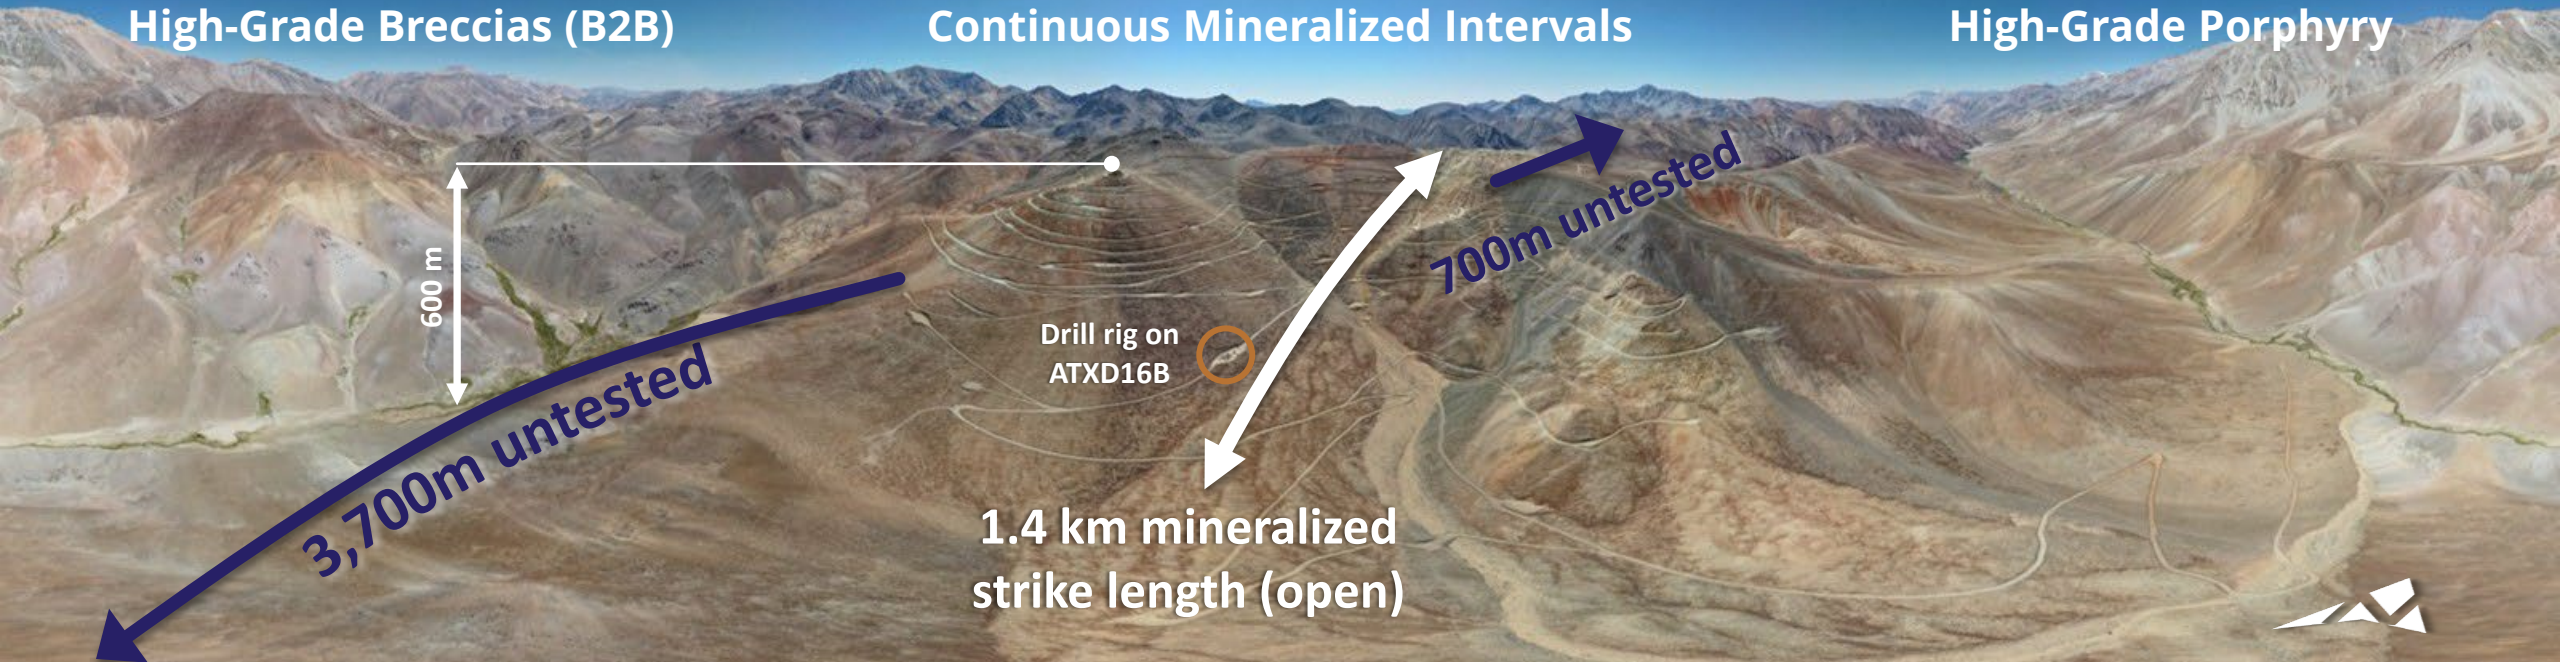 High-Grade Breccias (B2B)
Continuous Mineralized Intervals
High-Grade Porphyry
600 m
3,700m untested
Drill rig on
ATXD16B
700m untested
1.4 km mineralized
strike length (open)